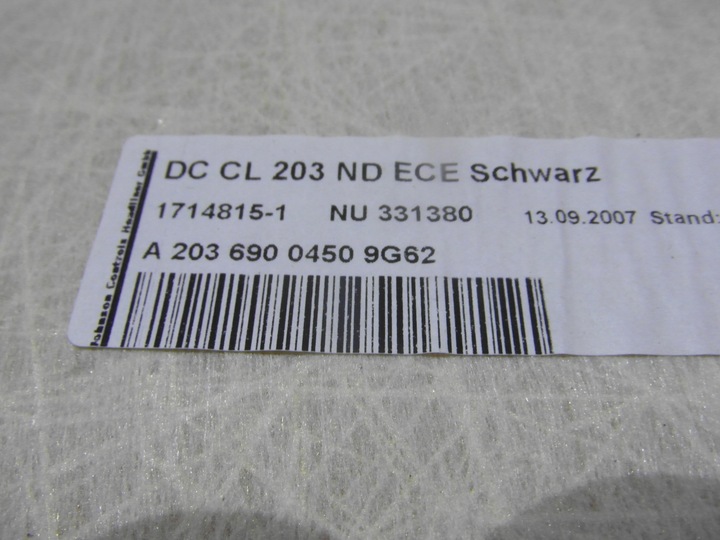 DC CL 203 ND ECE Schwarz
1714815-1 NU 331380 13.09.2007 Stand:
A 203 690 0450 9G62
Johnson Controls Headliner GmbH